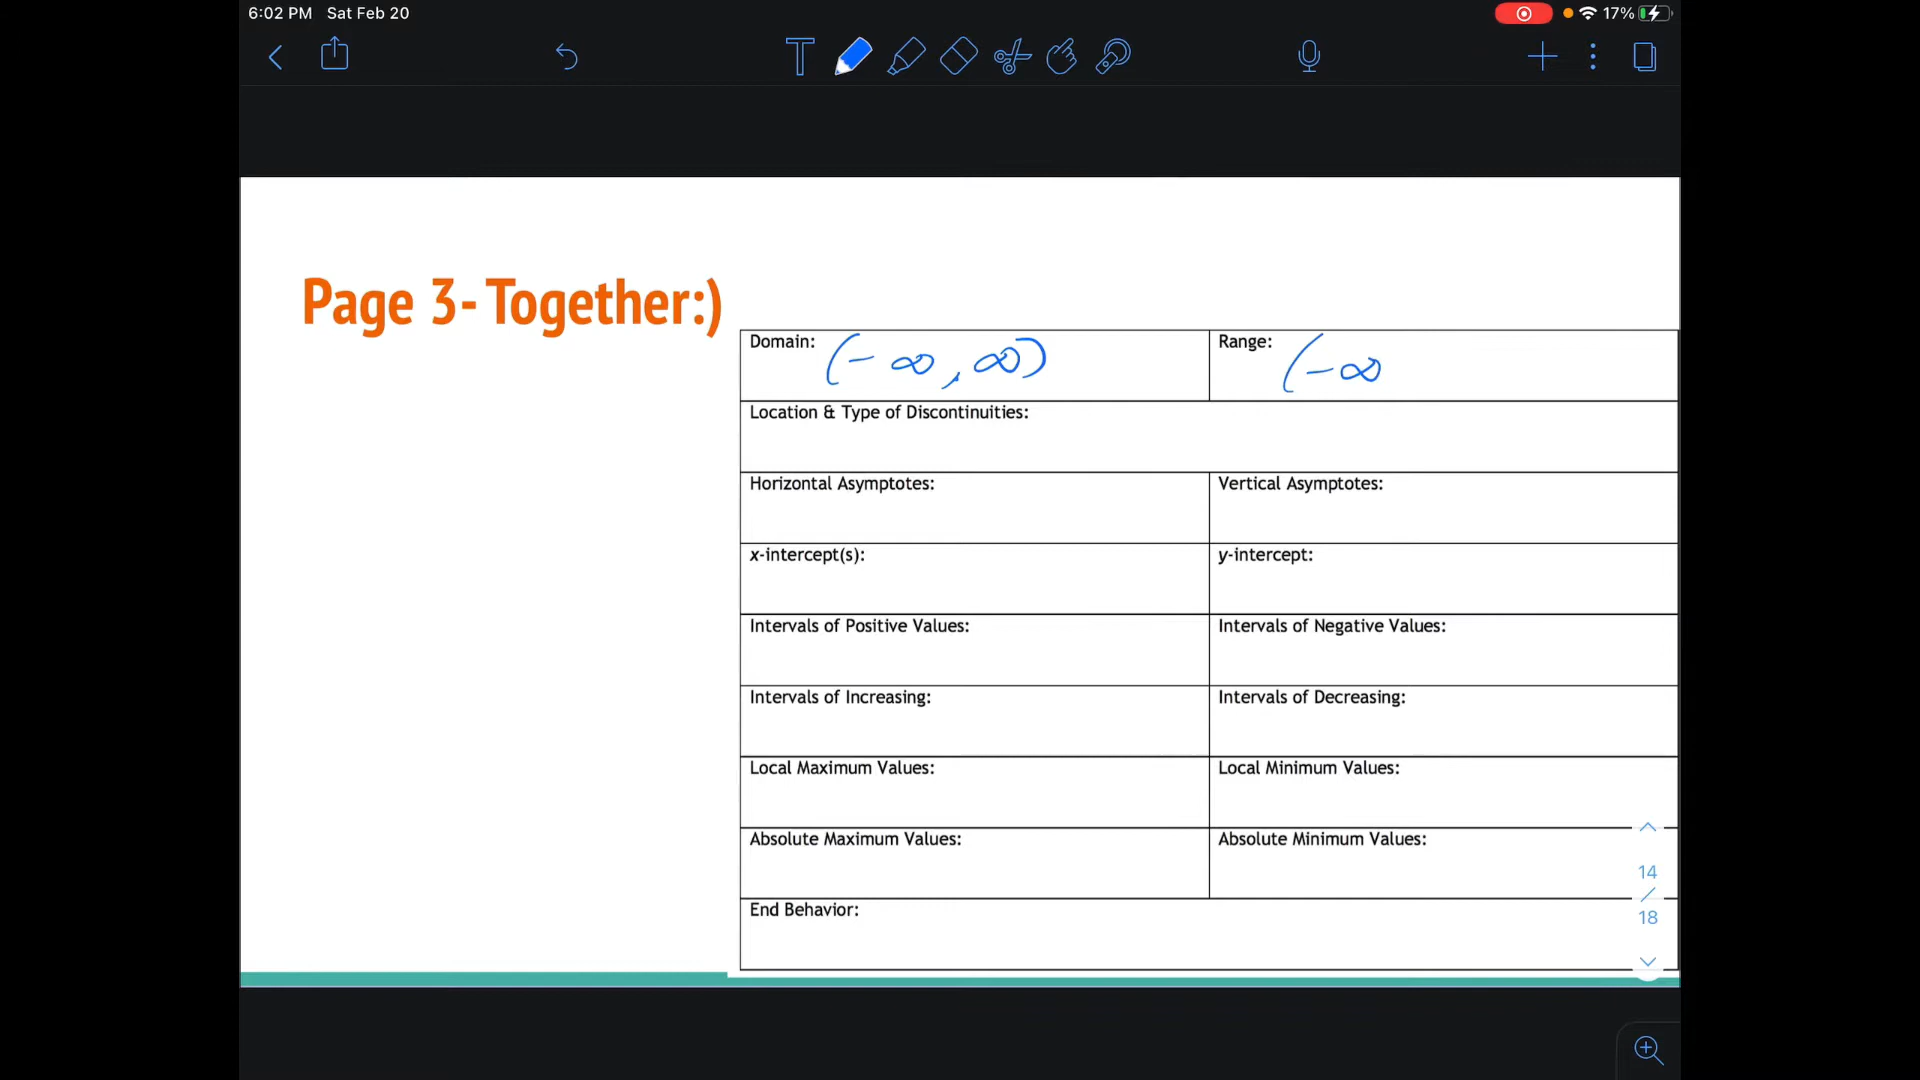 6:02 PM Sat Feb 20
17%
Page 3- Together:)
Domain: (-∞, ∞)
Range: (-∞
Location & Type of Discontinuities:
Horizontal Asymptotes:
Vertical Asymptotes:
x-intercept(s):
y-intercept:
Intervals of Positive Values:
Intervals of Negative Values:
Intervals of Increasing:
Intervals of Decreasing:
Local Maximum Values:
Local Minimum Values:
Absolute Maximum Values:
Absolute Minimum Values:
14
/
18
End Behavior: